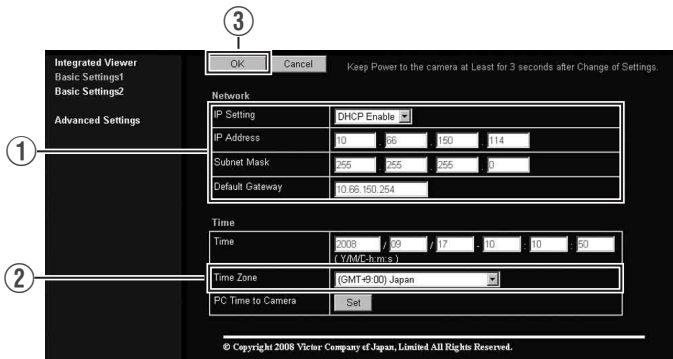 3
Integrated Viewer
Basic Settings1
Basic Settings2
Advanced Settings
OK Cancel Keep Power to the camera at Least for 3 seconds after Change of Settings.
Network
IP Setting DHCP Enable
1
IP Address 10 . 66 . 150 . 114
Subnet Mask 255 . 255 . 255 . 0
Default Gateway 10.66.150.254
Time
Time 2008 / 09 / 17 - 10 : 10 : 50
( Y/M/D-h:m:s )
2
Time Zone (GMT+9:00) Japan
PC Time to Camera Set
© Copyright 2008 Victor Company of Japan, Limited All Rights Reserved.